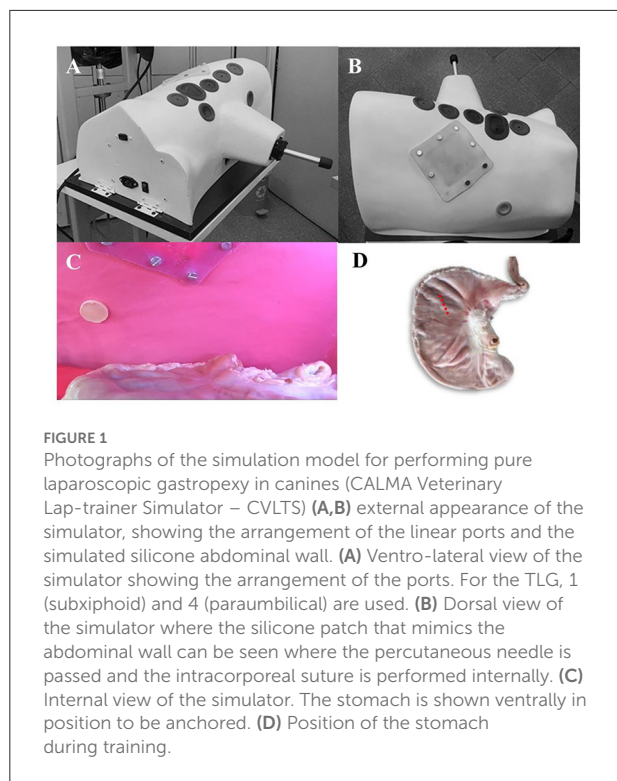 A
B
C
D
FIGURE 1
Photographs of the simulation model for performing pure
laparoscopic gastropexy in canines (CALMA Veterinary
Lap-trainer Simulator – CVLTS) (A,B) external appearance of the
simulator, showing the arrangement of the linear ports and the
simulated silicone abdominal wall. (A) Ventro-lateral view of the
simulator showing the arrangement of the ports. For the TLG, 1
(subxiphoid) and 4 (paraumbilical) are used. (B) Dorsal view of
the simulator where the silicone patch that mimics the
abdominal wall can be seen where the percutaneous needle is
passed and the intracorporeal suture is performed internally. (C)
Internal view of the simulator. The stomach is shown ventrally in
position to be anchored. (D) Position of the stomach
during training.